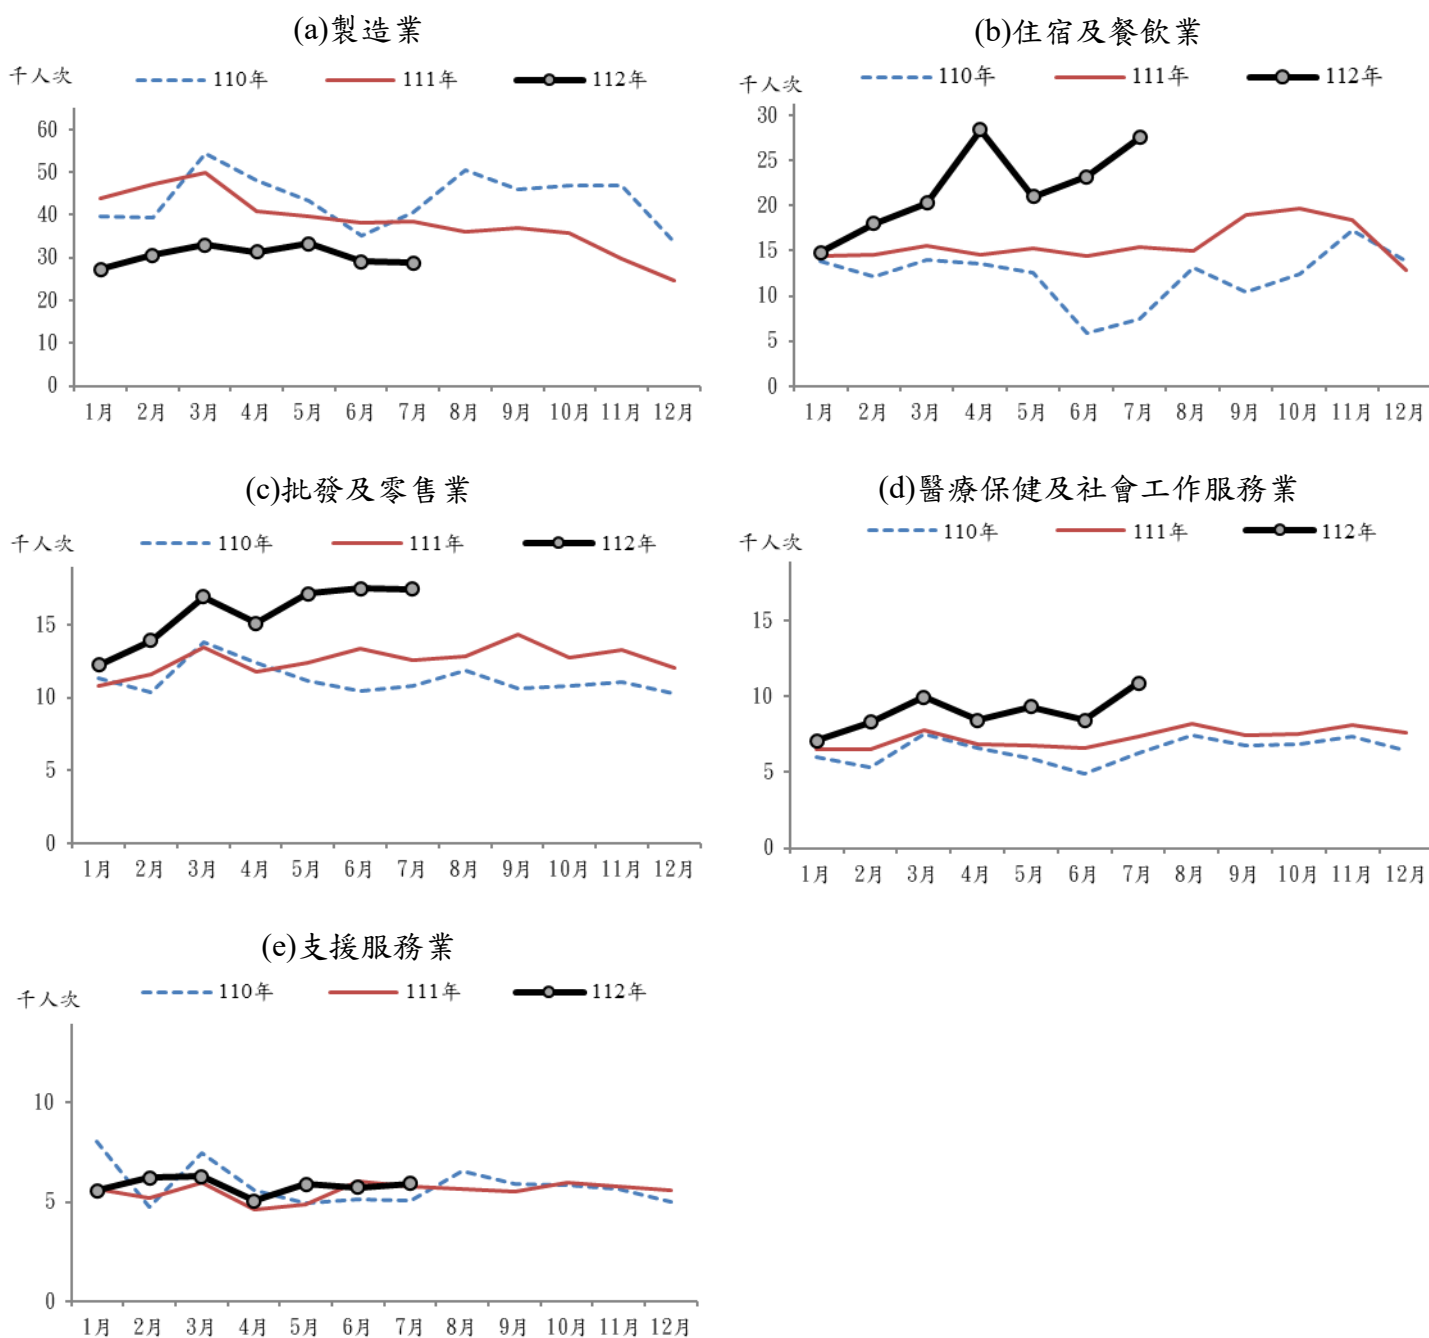 (a)製造業
千人次
110年 111年 112年
60
50
40
30
20
10
0
1月 2月 3月 4月 5月 6月 7月 8月 9月 10月 11月 12月
(b)住宿及餐飲業
千人次
110年 111年 112年
30
25
20
15
10
5
0
1月 2月 3月 4月 5月 6月 7月 8月 9月 10月 11月 12月
(c)批發及零售業
千人次
110年 111年 112年
15
10
5
0
1月 2月 3月 4月 5月 6月 7月 8月 9月 10月 11月 12月
(d)醫療保健及社會工作服務業
千人次
110年 111年 112年
15
10
5
0
1月 2月 3月 4月 5月 6月 7月 8月 9月 10月 11月 12月
(e)支援服務業
千人次
110年 111年 112年
10
5
0
1月 2月 3月 4月 5月 6月 7月 8月 9月 10月 11月 12月